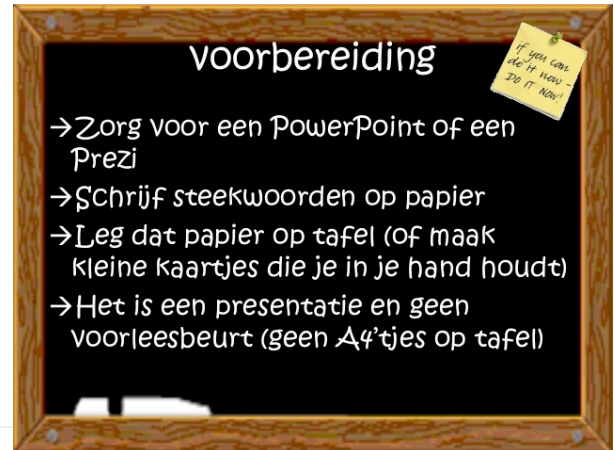 voorbereiding
if you can
do it now -
DO IT NOW!
→Zorg voor een PowerPoint of een
Prezi
→Schrijf steekwoorden op papier
→Leg dat papier op tafel (of maak
kleine kaartjes die je in je hand houdt)
→Het is een presentatie en geen
voorleesbeurt (geen A4'tjes op tafel)